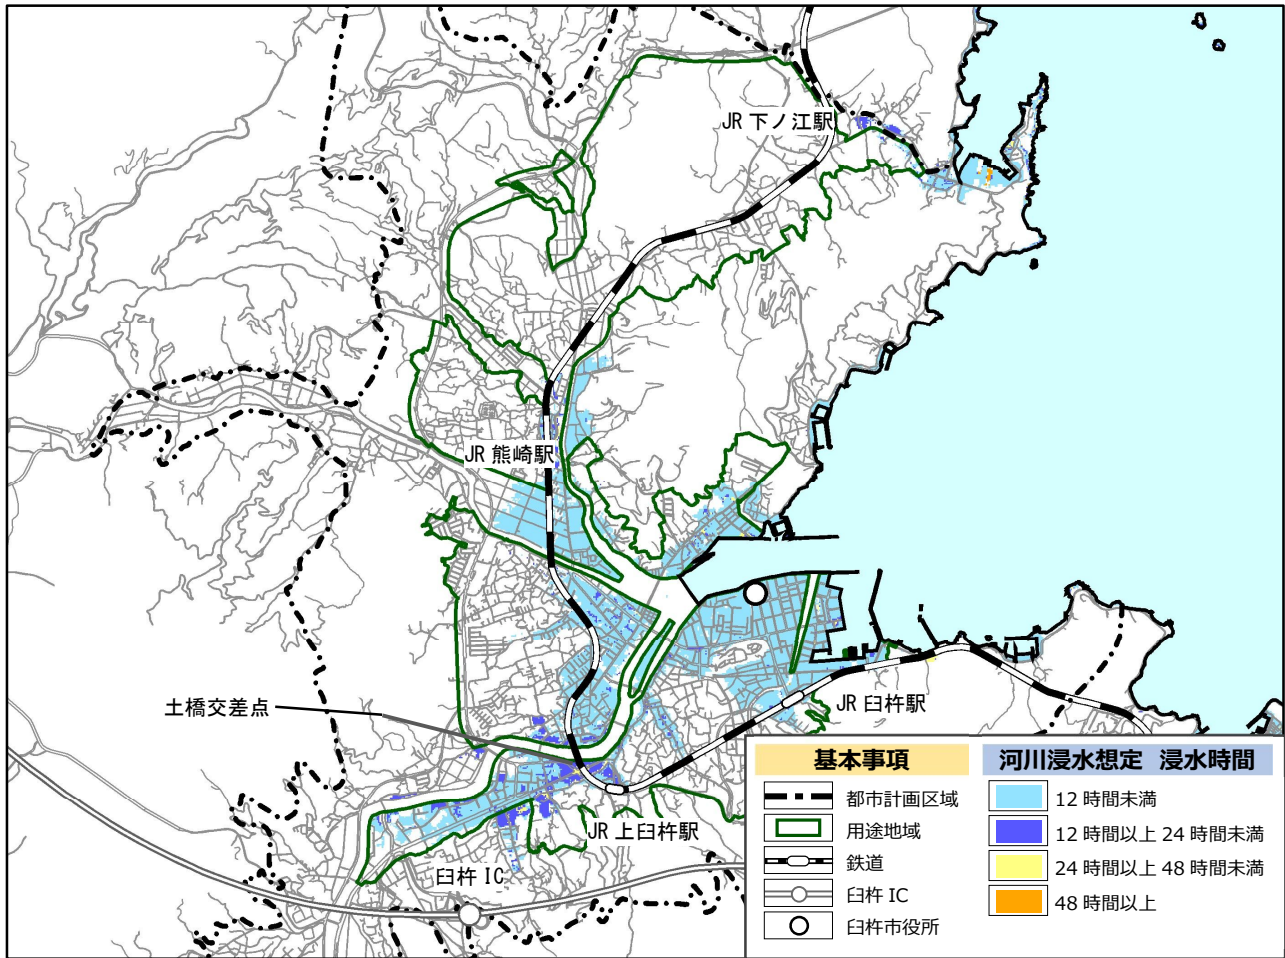 JR 下ノ江駅
JR 熊崎駅
土橋交差点
JR 臼杵駅
JR 上臼杵駅
臼杵 IC
基本事項
都市計画区域
用途地域
鉄道
臼杵 IC
臼杵市役所
河川浸水想定 浸水時間
12 時間未満
12 時間以上 24 時間未満
24 時間以上 48 時間未満
48 時間以上